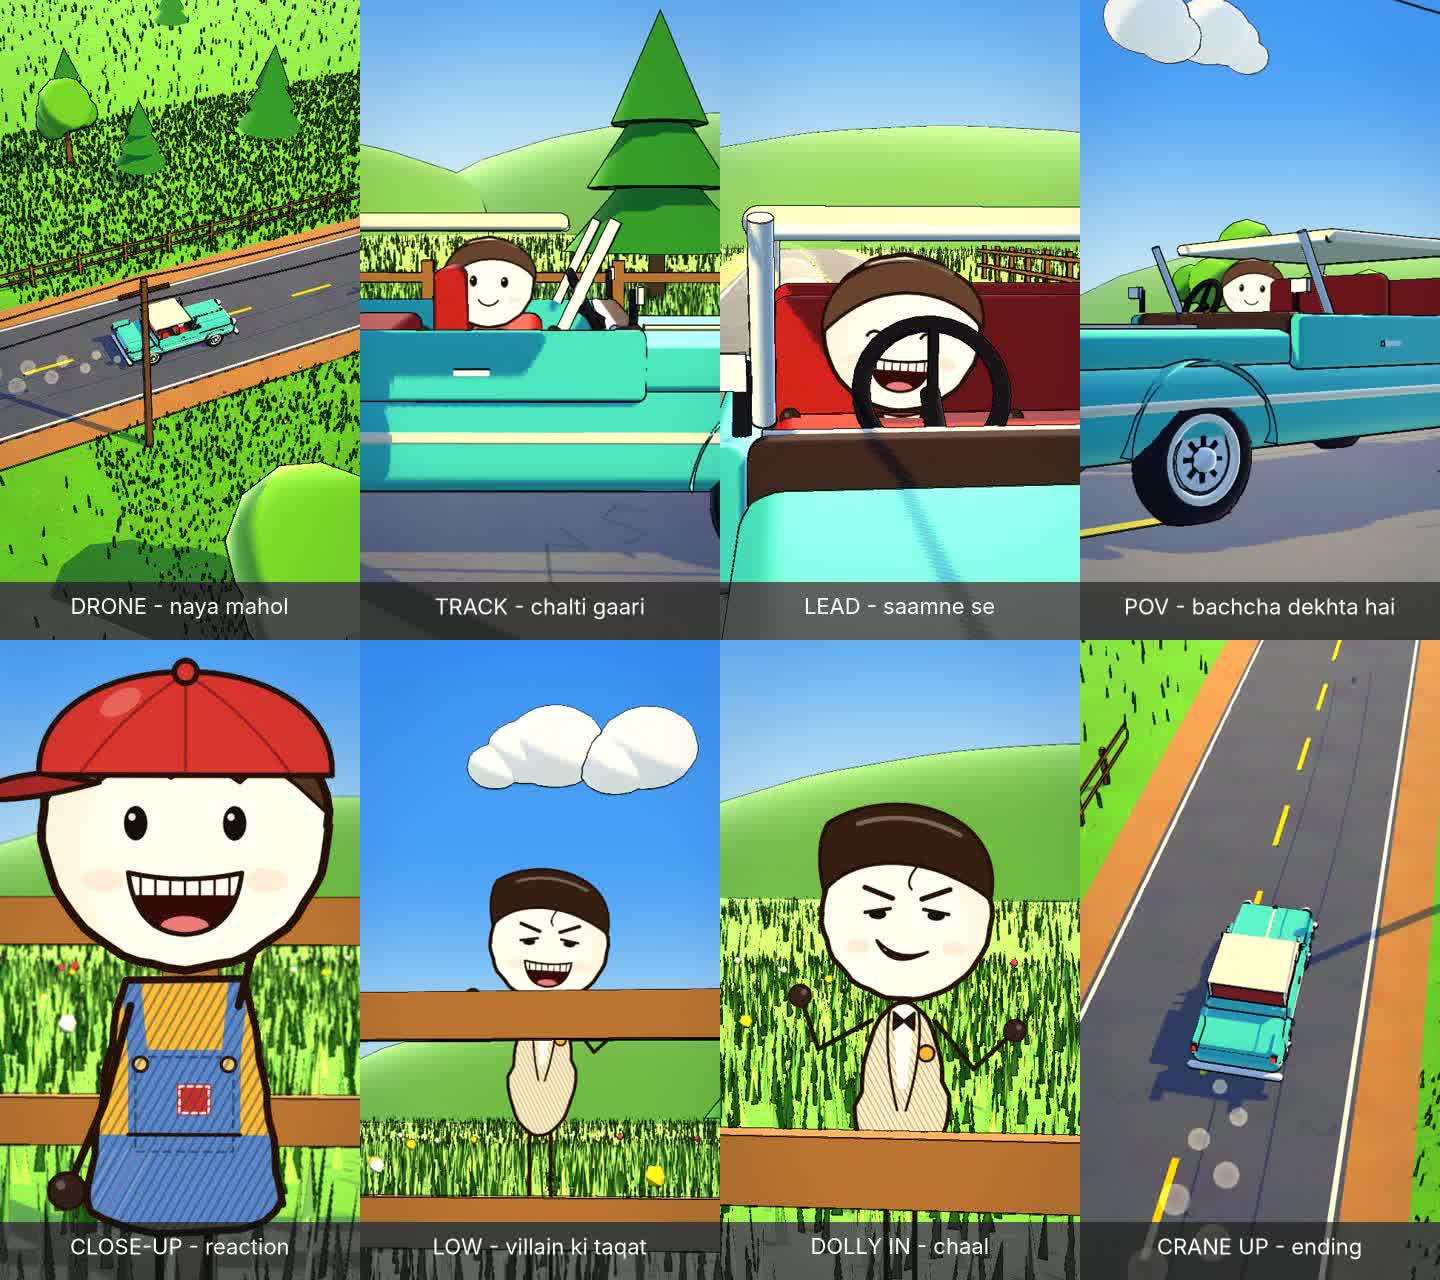 DRONE - naya mahol
TRACK - chalti gaari
LEAD - saamne se
POV - bachcha dekhta hai
CLOSE-UP - reaction
LOW - villain ki taqat
DOLLY IN - chaal
CRANE UP - ending